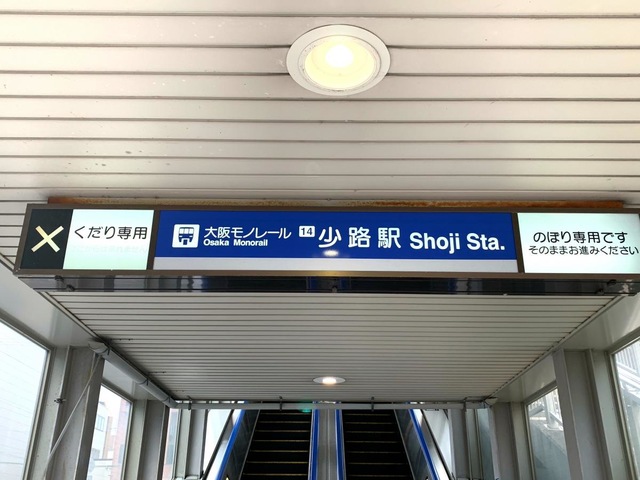 くだり専用
大阪モノレール
Osaka Monorail
14 少路駅 Shoji Sta.
のぼり専用です
そのままお進みください